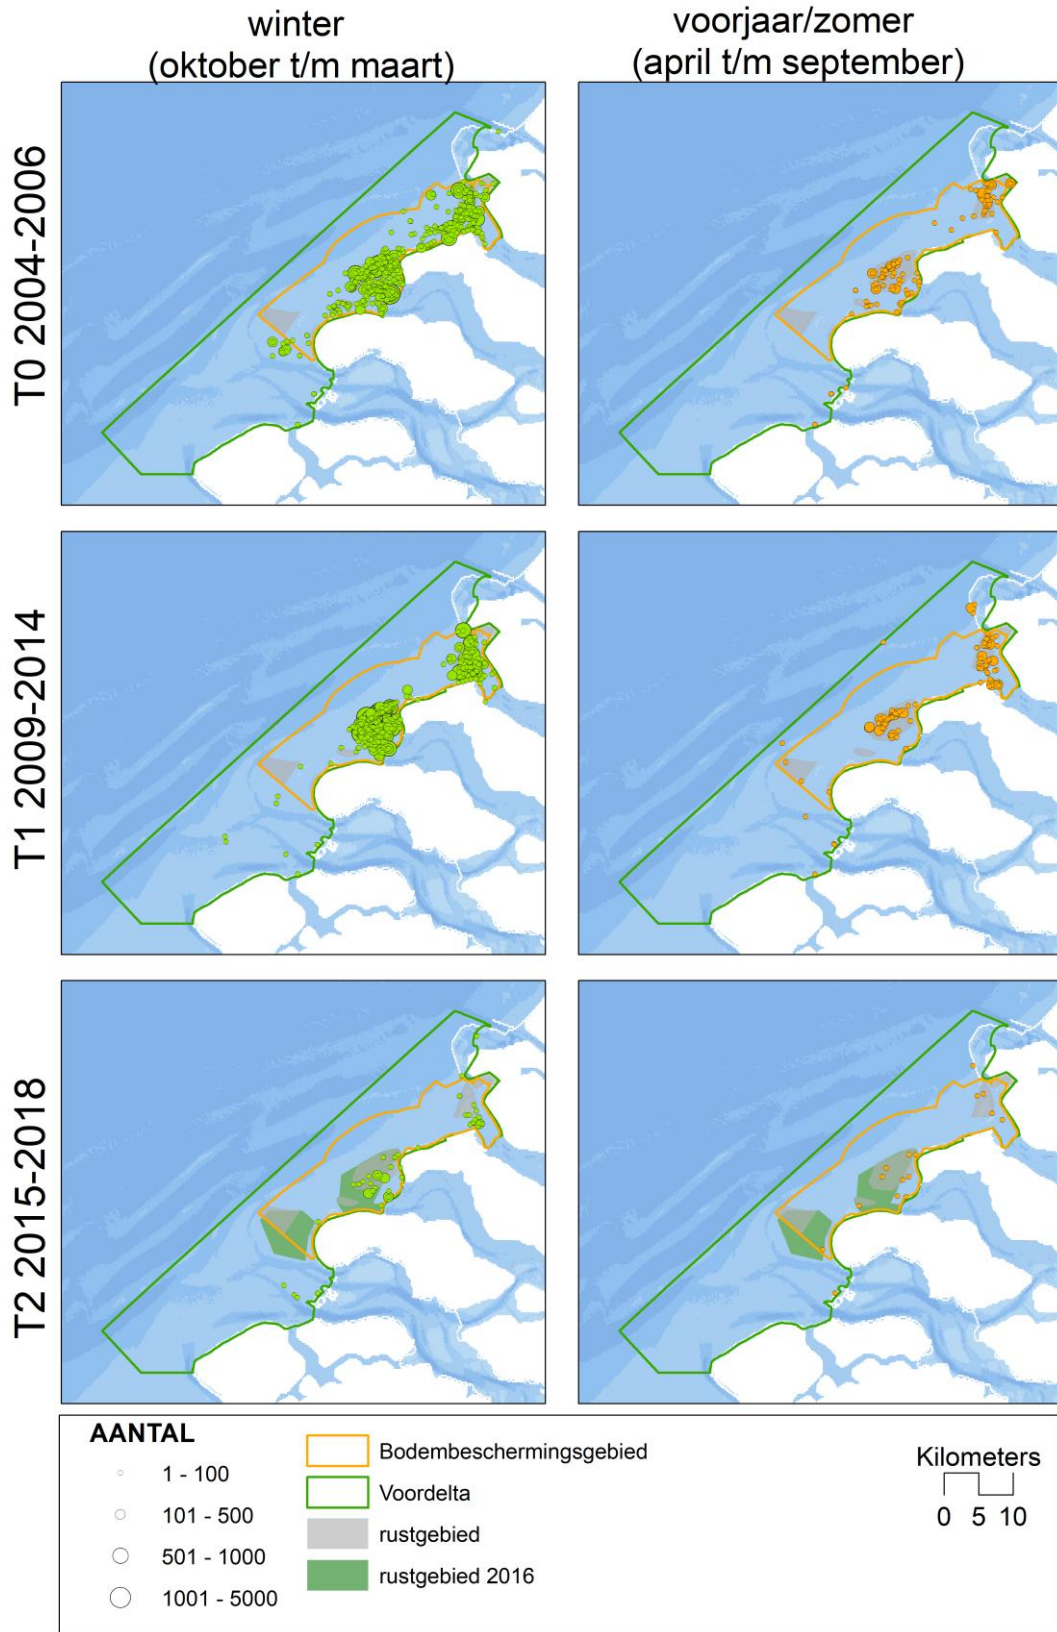 winter
(oktober t/m maart)
voorjaar/zomer
(april t/m september)
T0 2004-2006
T1 2009-2014
T2 2015-2018
AANTAL
1 - 100
101 - 500
501 - 1000
1001 - 5000
Bodembeschermingsgebied
Voordelta
rustgebied
rustgebied 2016
Kilometers
0 5 10